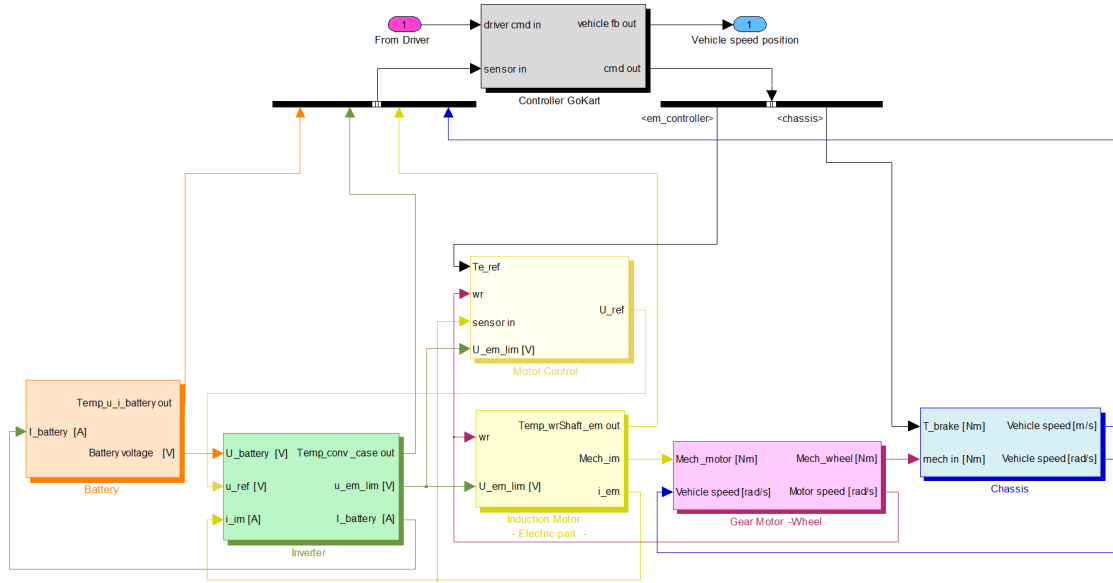 1
From Driver
driver cmd in
vehicle fb out
sensor in
cmd out
Controller GoKart
1
Vehicle speed position
<em_controller>
<chassis>
Te_ref
wr
sensor in
U_em_lim [V]
U_ref
Motor Control
Temp_u_i_battery out
I_battery [A]
Battery voltage [V]
Battery
U_battery [V]
Temp_conv_case out
u_ref [V]
u_em_lim [V]
i_im [A]
I_battery [A]
Inverter
Temp_wrShaft_em out
wr
Mech_im
U_em_lim [V]
i_em
Induction Motor
- Electric part -
Mech_motor [Nm]
Mech_wheel [Nm]
Vehicle speed [rad/s]
Motor speed [rad/s]
Gear Motor -Wheel
T_brake [Nm]
Vehicle speed [m/s]
mech in [Nm]
Vehicle speed [rad/s]
Chassis